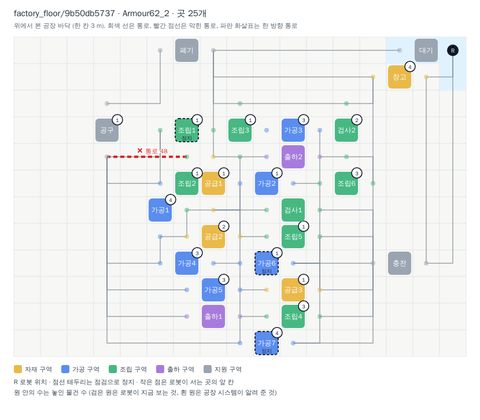 factory_floor/9b50db5737 · Armour62_2 · 곳 25개
위에서 본 공장 바닥 (한 칸 3 m). 회색 선은 통로, 빨간 점선은 막힌 통로, 파란 화살표는 한 방향 통로
폐기 대기 R
창고 4
공구 1 조립1 1 정지 조립3 1 가공3 3 검사2 2
✖ 통로 48 출하2
조립2 1 공급1 1 가공2 1 조립6 3
가공1 4 검사1
공급2 2 조립5 1
가공4 3 가공6 1 정지 충전
가공5 3 공급3 1
출하1 조립4 3
가공7 4 정지
자재 구역 가공 구역 조립 구역 출하 구역 지원 구역
R 로봇 위치 · 점선 테두리는 점검으로 정지 · 작은 점은 로봇이 서는 곳의 앞 칸
원 안의 수는 놓인 물건 수 (검은 원은 로봇이 지금 보는 것, 흰 원은 공장 시스템이 알려 준 것)